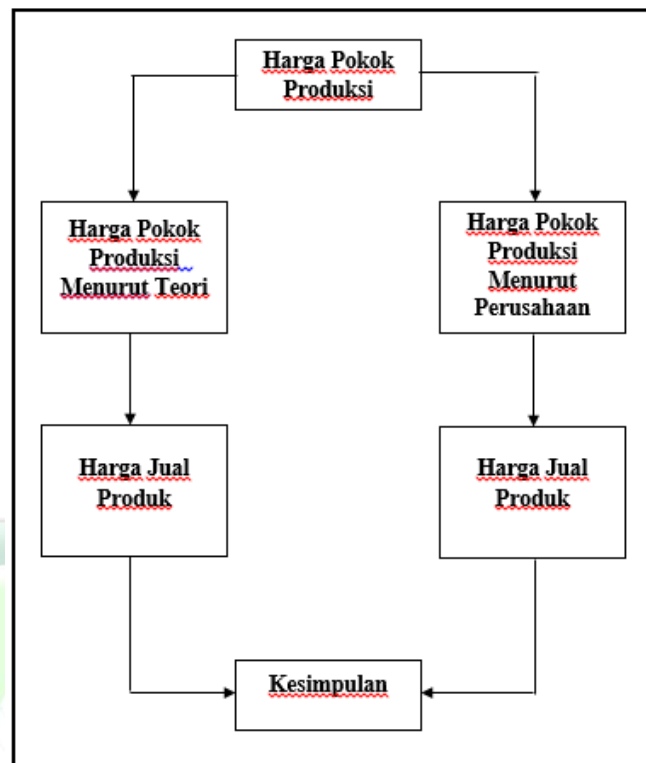 Harga Pokok
Produksi
Harga Pokok
Produksi
Menurut Teori
Harga Pokok
Produksi
Menurut
Perusahaan
Harga Jual
Produk
Harga Jual
Produk
Kesimpulan